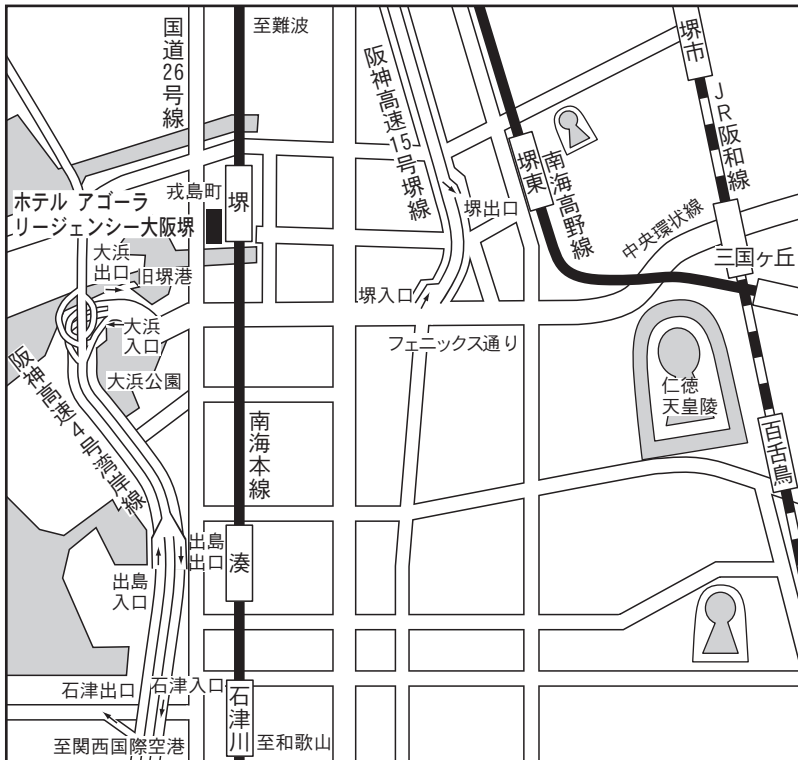 国道26号線
至難波
阪神高速15号堺線
堺市
JR阪和線
堺東
南海高野線
中央環状線
三国ヶ丘
戎島町
堺
ホテル アゴーラ
リージェンシー大阪堺
堺出口
大浜
出口
旧堺港
堺入口
大浜
入口
フェニックス通り
大浜公園
仁徳
天皇陵
阪神高速4号湾岸線
南海本線
百舌鳥
出島
出口
湊
出島
入口
石津出口
石津入口
石津川
至関西国際空港
至和歌山